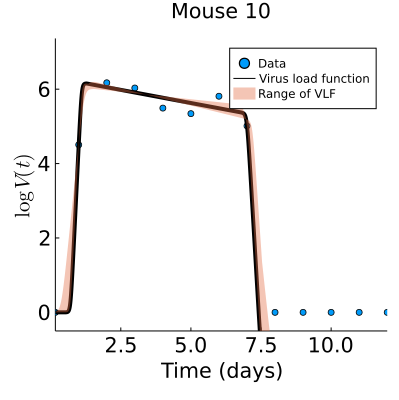 Mouse 10
Data
Virus load function
Range of VLF
log V(t)
6
4
2
0
2.5 5.0 7.5 10.0
Time (days)